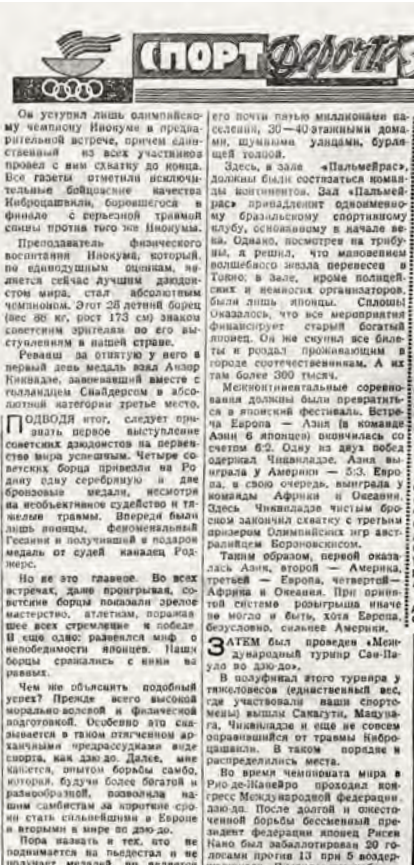 СПОРТ Deporte
Он уступил лишь олимпийско-
му чемпиону Инокуме в предва-
рительной встрече, причем един-
ственный из всех участников
провел с ним схватку до конца.
Все газеты отметили исключи-
тельные бойцовские качества
Киброцашвили, боровшегося в
финале с серьезной травмой
спины против того же Инокумы.
Преподаватель физического
воспитания Инокума, который,
по единодушным оценкам, яв-
ляется сейчас лучшим дзюдои-
стом мира, стал абсолютным
чемпионом. Этот 28 летний борец
(вес 86 кг, рост 173 см) знаком
советским зрителям по его вы-
ступлениям в нашей стране.
Реванш за отнятую у него в
первый день медаль взял Анзор
Кикнадзе, завоевавший вместе с
голландцем Снайдерсом в абсо-
лютной категории третье место.
ПОДВОДЯ итог, следует при-
знать первое выступление
советских дзюдоистов на первен-
ство мира успешным. Четыре со-
ветских борца привезли на Ро-
дину одну серебряную и две
бронзовые медали, несмотря
на необъективное судейство и тя-
желые травмы. Впереди были
лишь японцы, феноменальный
Гесинк и получивший в подарок
медаль от судей канадец Род-
жерс.
Но не это главное. Во всех
встречах, даже проигрывая, со-
ветские борцы показали зрелое
мастерство, атлетизм, поражая
шее всех стремление к победе
И еще одно: развеялся миф о
непобедимости японцев. Наши
борцы сражались с ними на
равных.
Чем же объяснить подобный
успех? Прежде всего высокой
морально-волевой и физической
подготовкой. Особенно это ска-
зывается в таком отягченном ар-
хаичными предрассудками виде
спорта, как дзю-до. Далее, мне
кажется, опытом борьбы самбо,
которая, будучи более богатой и
разнообразной, позволила на-
шим самбистам за короткие сро-
ки стать сильнейшими в Европе
и вторыми в мире по дзю-до.
Пора назвать и тех, кто не
поднимается на пьедестал и не
получает медалей, но является
его почти пятью миллионами на-
селения, 30—40 этажными дома-
ми, шумными улицами, бурля-
щей толпой.
Здесь, в зале «Пальмейрас»,
должны были состязаться коман-
ды континентов. Зал «Пальмей-
рас» принадлежит одноименно-
му бразильскому спортивному
клубу, основанному в начале ве-
ка. Однако, посмотрев на трибу-
ны, я решил, что мановением
волшебного жезла перенесен в
Токио: в зале, кроме полицей-
ских и немногих организаторов,
были лишь японцы. Сплошь!
Оказалось, что все мероприятия
финансирует старый богатый
японец. Он же скупил все биле-
ты и роздал проживающим в
городе соотечественникам. А их
там более 300 тысяч.
Межконтинентальные соревно-
вания должны были превратить-
ся в японский фестиваль. Встре-
ча Европа — Азия (в команде
Азии 6 японцев) окончилась со
счетом 6:2. Одну из двух побед
одержал Чиквиладзе. Азия вы-
играла у Америки — 5:3. Евро-
па, в свою очередь, выиграла у
команды Африки и Океании.
Здесь Чиквиладзе чистым бро-
ском закончил схватку с третьим
призером Олимпийских игр авст-
ралийцем Бороновскисом.
Таким образом, первой оказа-
лась Азия, второй — Америка,
третьей — Европа, четвертой—
Африка и Океания. При приня-
той системе розыгрыша иначе
не могло и быть, хотя Европа,
безусловно, сильнее Америки.
ЗАТЕМ был проведен «Меж-
дународный турнир Сан-Па-
уло по дзю-до».
В полуфинал этого турнира у
тяжеловесов (единственный вес,
где участвовали наши спортс-
мены) вышли Сакагути, Мацуна-
га, Чиквиладзе и еще не совсем
оправившийся от травмы Кибро-
цашвили. В таком порядке и
распределились места.
Во время чемпионата мира в
Рио-де-Жанейро проходил кон-
гресс Международной федерации
дзю-до. После долгой и ожесто-
ченной борьбы бессменный пре-
зидент федерации японец Рисен
Кано был забаллотирован 20 го-
лосами против 13 при 5 воздер-